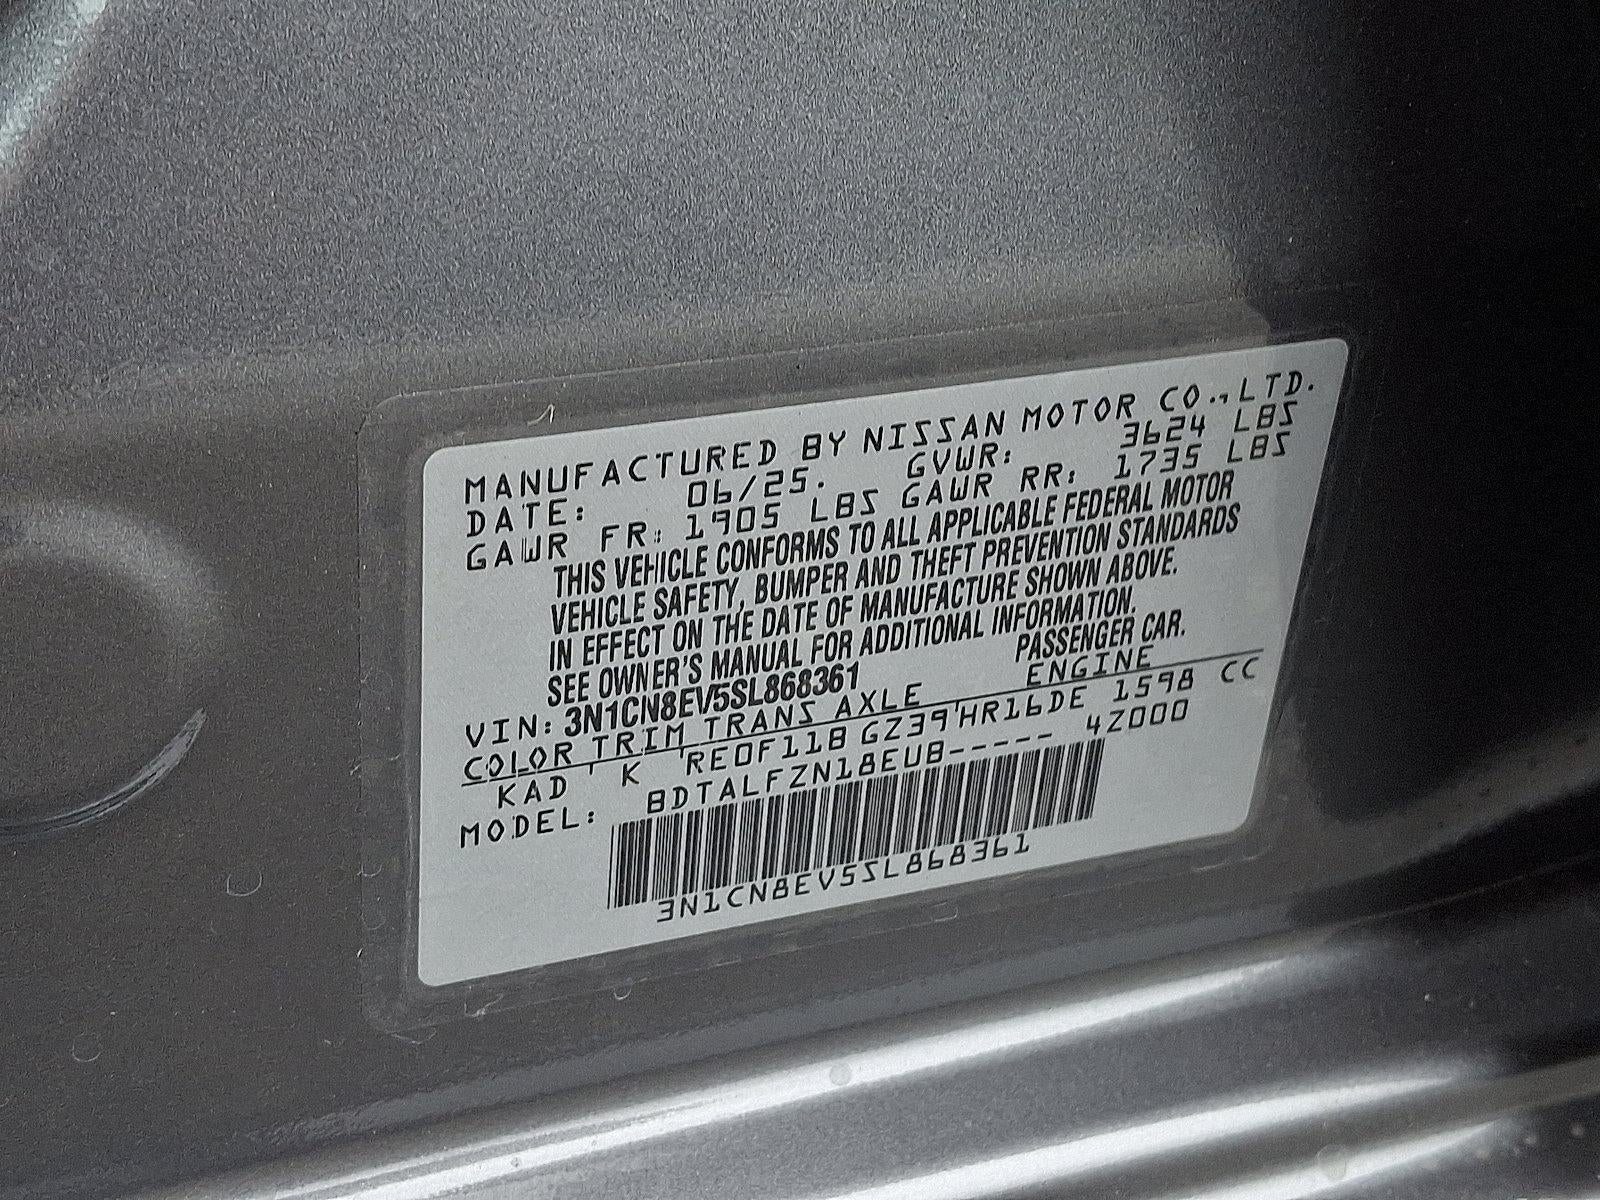 MANUFACTURED BY NISSAN MOTOR CO.,LTD.
DATE: 06/25. GVWR: 3624 LBS
GAWR FR: 1905 LBS GAWR RR: 1735 LBS
THIS VEHICLE CONFORMS TO ALL APPLICABLE FEDERAL MOTOR
VEHICLE SAFETY, BUMPER AND THEFT PREVENTION STANDARDS
IN EFFECT ON THE DATE OF MANUFACTURE SHOWN ABOVE.
SEE OWNER'S MANUAL FOR ADDITIONAL INFORMATION.
VIN: 3N1CN8EV5SL868361 PASSENGER CAR.
COLOR TRIM TRANS AXLE ENGINE
KAD K RE0F11B GZ39 HR16DE 1598 CC
MODEL: BDTALFZN18EUB----- 4Z000
3N1CN8EV5SL868361